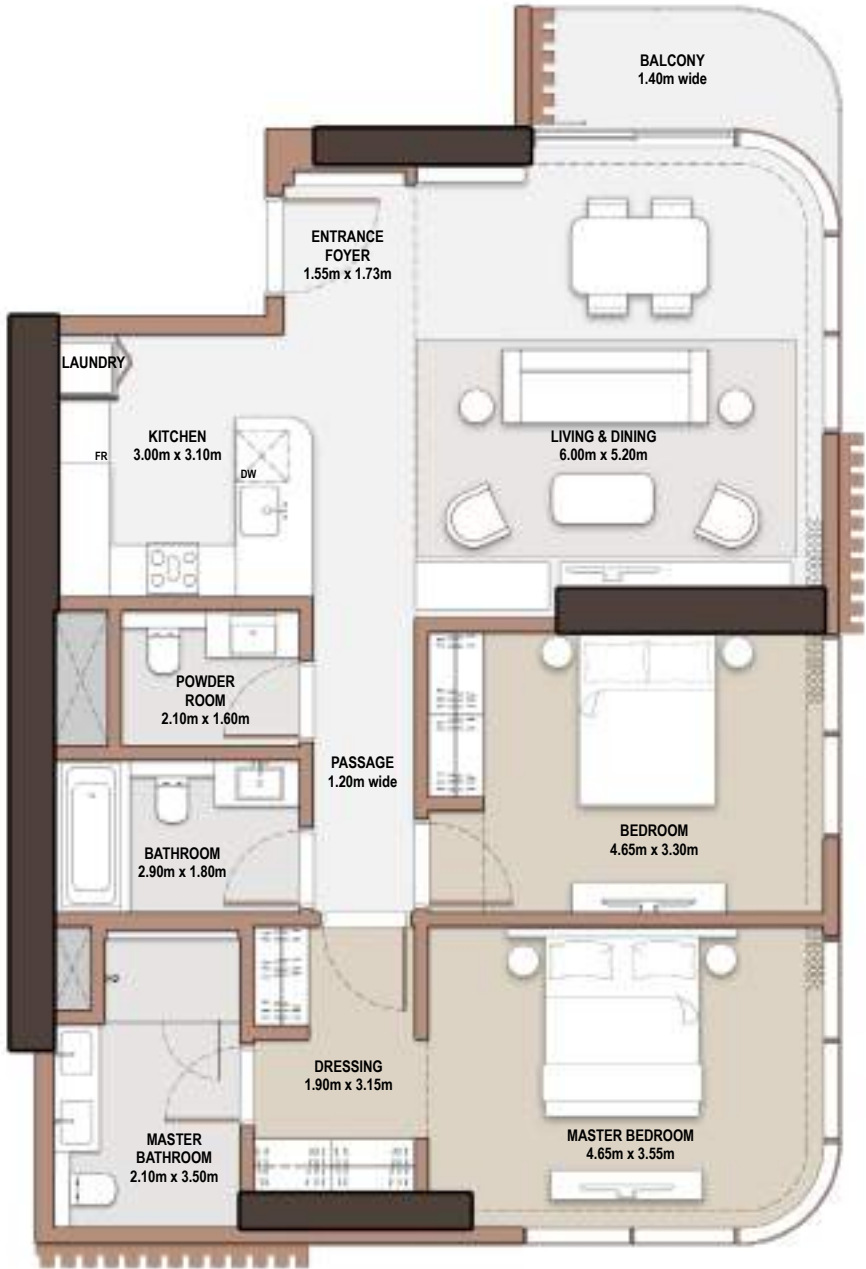 BALCONY
1.40m wide
ENTRANCE
FOYER
1.55m x 1.73m
LAUNDRY
KITCHEN
3.00m x 3.10m
FR
DW
LIVING & DINING
6.00m x 5.20m
POWDER
ROOM
2.10m x 1.60m
PASSAGE
1.20m wide
BATHROOM
2.90m x 1.80m
BEDROOM
4.65m x 3.30m
DRESSING
1.90m x 3.15m
MASTER
BATHROOM
2.10m x 3.50m
MASTER BEDROOM
4.65m x 3.55m